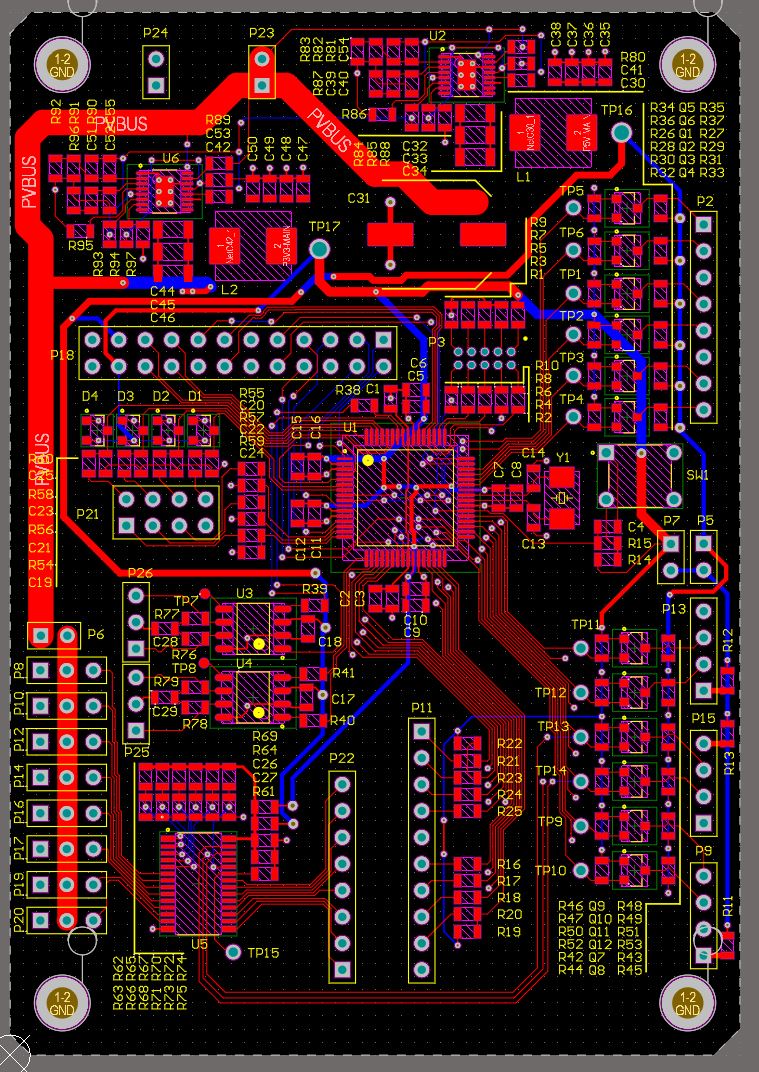 P24
P23
U2
C38
C37
C36
C35
R83
R82
R81
C54
R80
C41
C30
1-2
GND
1-2
GND
R87
C39
C40
R86
R92
R96
R91
C51
R90
C52
C55
PVBUS
R89
C53
C42
PVBUS
TP16
R34 Q5 R35
R36 Q6 R37
R26 Q1 R27
R28 Q2 R29
R30 Q3 R31
R32 Q4 R33
NetC30_1
P5V-MA
L1
R84
R85
R88
C32
C33
C34
C50
C49
C48
C47
U6
PVBUS
C31
TP5
P2
R95
R93
R94
R97
NetC42_
P3V3-MAIN
TP17
R9
R7
R5
R3
R1
TP6
TP1
L2
C44
C45
C46
TP2
P18
P3
TP3
C6
C5
C1
R38
R10
R8
R6
R4
R2
TP4
D4
D3
D2
D1
R55
C20
R57
C22
R59
C24
C15
C16
U1
PVBUS
R60
C25
R58
C23
R56
C21
R54
C19
P21
C7
C8
C14
Y1
SW1
C12
C11
C13
C4
R15
R14
P7
P5
P26
TP7
U3
R39
C2
C3
C10
C9
P13
R77
C28
R76
C18
P6
TP11
R12
P8
TP8
U4
R79
C29
R78
R41
C17
R40
TP12
P10
P25
P11
TP13
P15
R13
P12
R69
R64
C26
C27
R61
P22
R22
R21
R23
R24
R25
TP14
P14
P16
TP9
P17
R16
R17
R18
R20
R19
TP10
P9
P19
P20
U5
TP15
R46 Q9 R48
R47 Q10 R49
R50 Q11 R51
R52 Q12 R53
R42 Q7 R43
R44 Q8 R45
R11
R63 R62
R66 R65
R68 R67
R71 R70
R73 R72
R75 R74
1-2
GND
1-2
GND